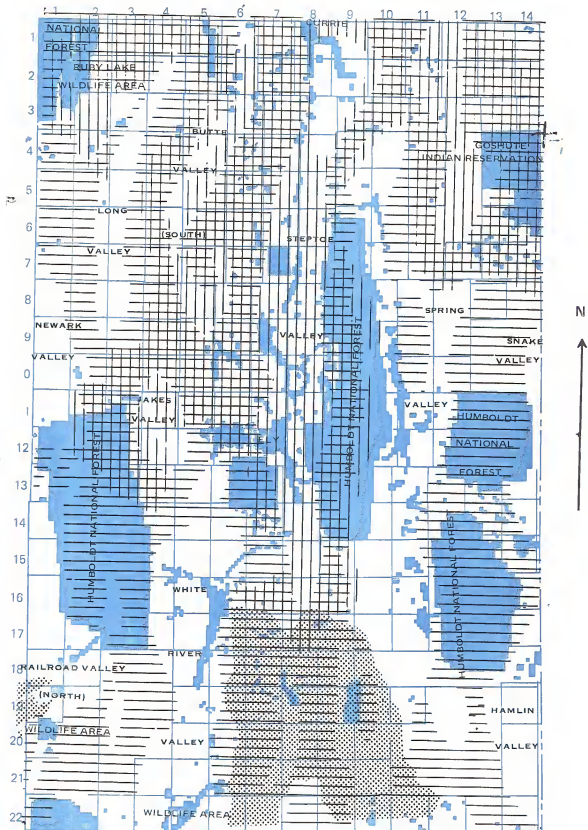 1 2 3 4 5 6 7 8 9 10 11 12 13 14
CURRIE
1
NATIONAL
FOREST
2
RUBY LAKE
WILDLIFE AREA
3
BUTTE
4
GOSHUTE
INDIAN RESERVATION
VALLEY
5
LONG
6
(SOUTH)
STEPTOE
VALLEY
7
8
SPRING
NEWARK
9
VALLEY
SNAKE
VALLEY
VALLEY
0
JAKES
VALLEY
1
VALLEY
HUMBOLDT
12
ELY
NATIONAL
FOREST
13
HUMBOLDT NATIONAL FOREST
HUMBOLDT NATIONAL FOREST
HUMBOLDT NATIONAL FOREST
14
15
WHITE
16
17
RIVER
18
RAILROAD VALLEY
(NORTH)
19
HAMLIN
WILDLIFE AREA
20
VALLEY
VALLEY
21
22
WILDLIFE AREA
N